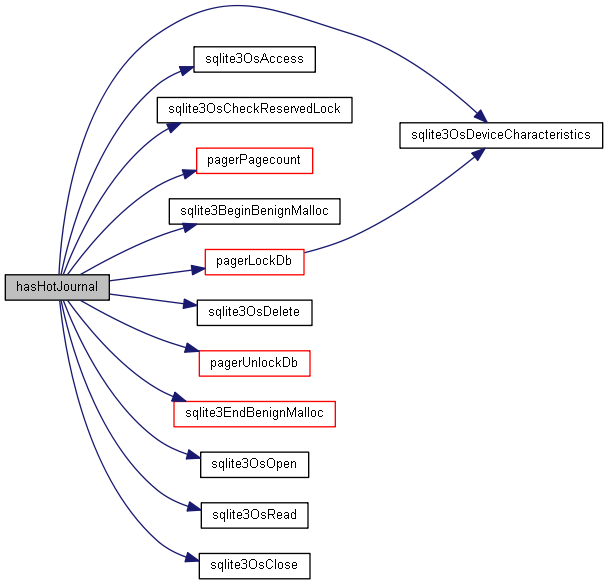 sqlite3OsAccess
sqlite3OsCheckReservedLock
sqlite3OsDeviceCharacteristics
pagerPagecount
sqlite3BeginBenignMalloc
pagerLockDb
hasHotJournal
sqlite3OsDelete
pagerUnlockDb
sqlite3EndBenignMalloc
sqlite3OsOpen
sqlite3OsRead
sqlite3OsClose